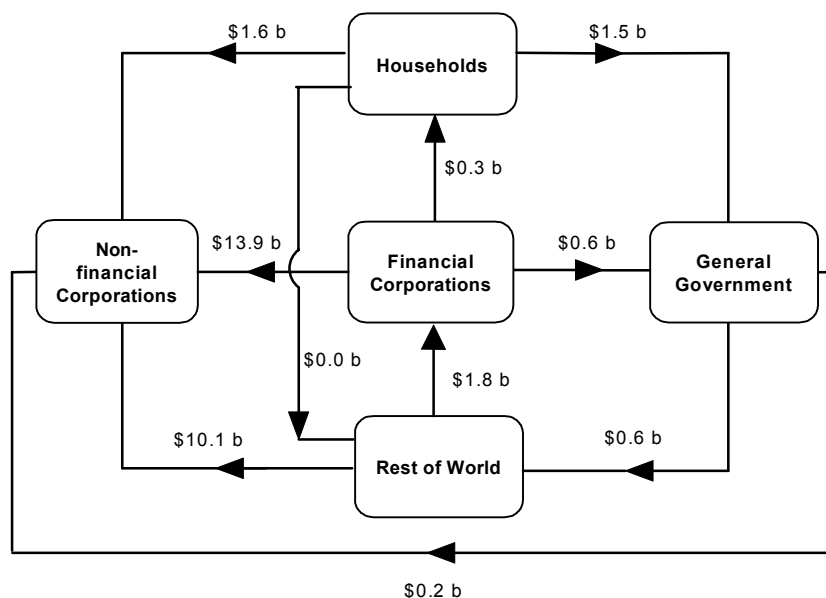 $1.6 b
Households
$1.5 b
$0.3 b
Non-
financial
Corporations
$13.9 b
Financial
Corporations
$0.6 b
General
Government
$0.0 b
$1.8 b
$10.1 b
Rest of World
$0.6 b
$0.2 b